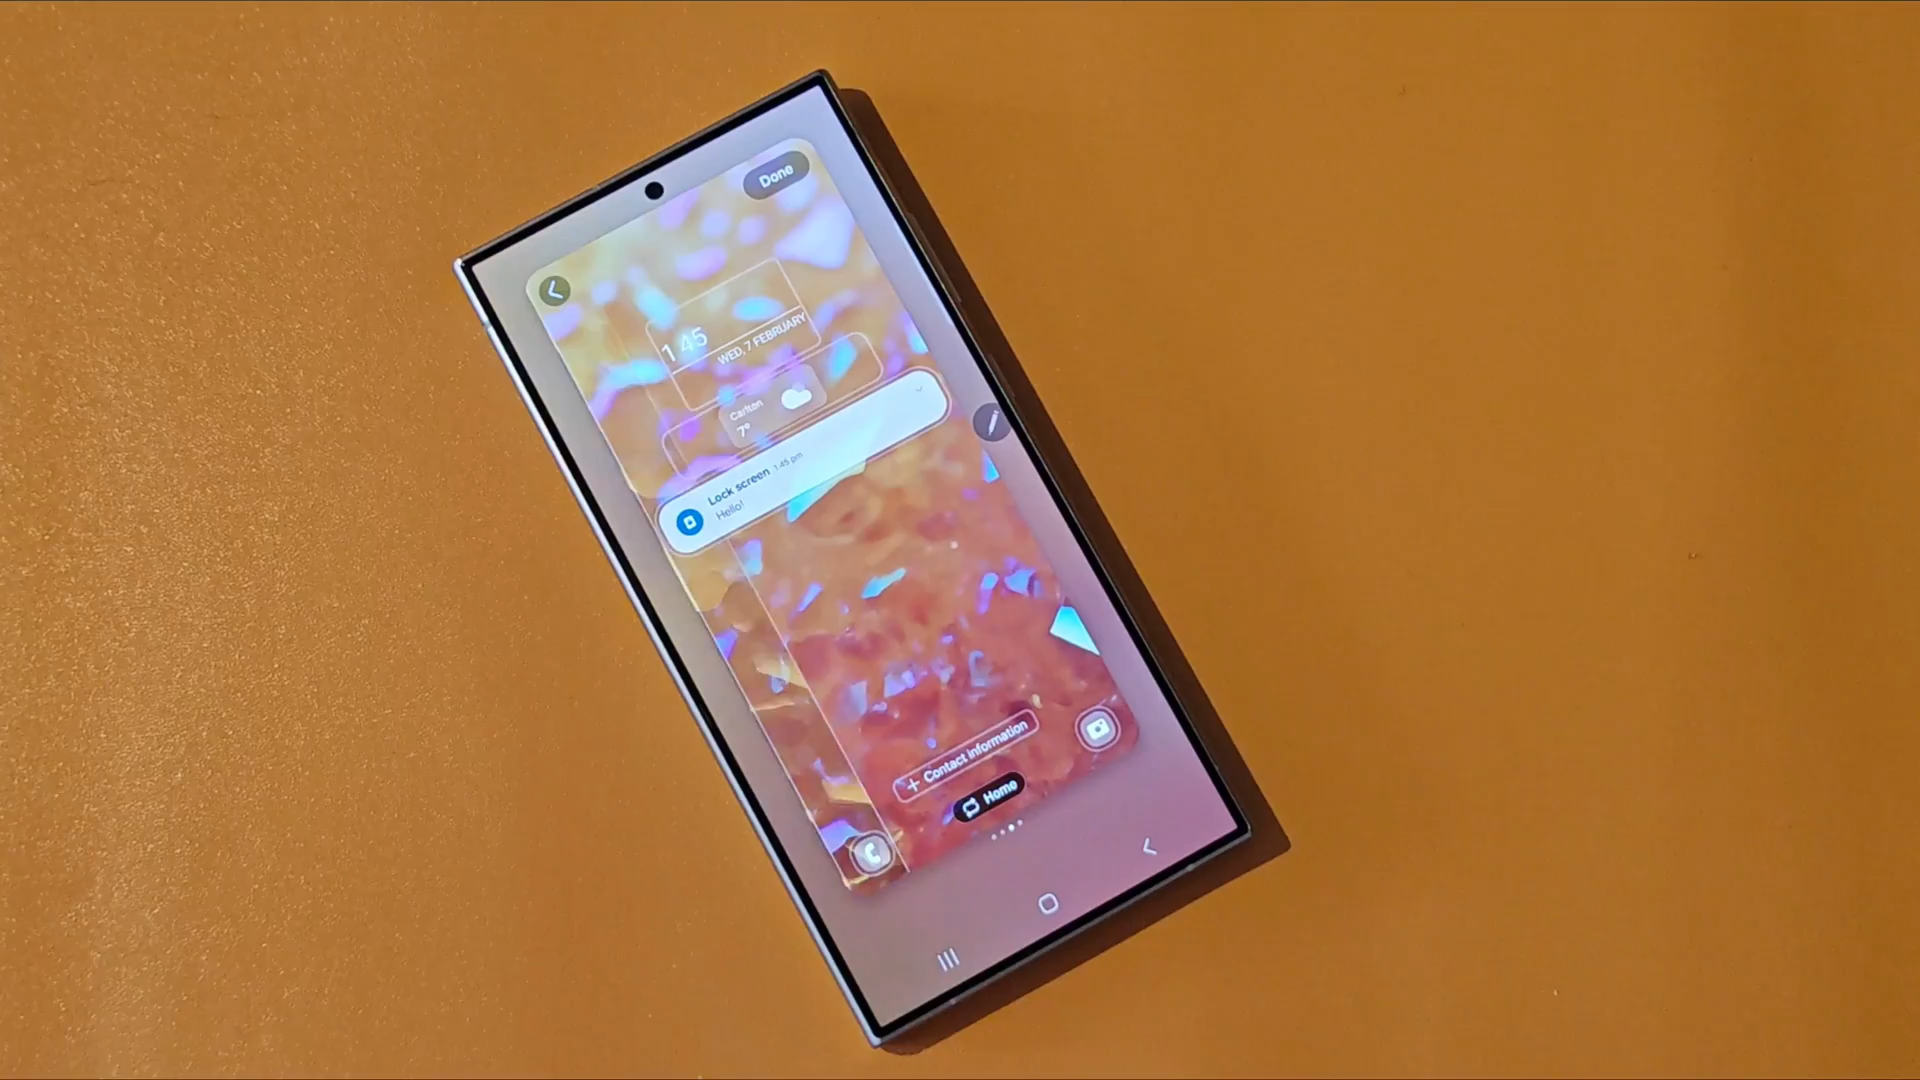 Done
1 45
WED, 7 FEBRUARY
Carlton
7°
Lock screen 1:45 pm
Hello!
+ Contact information
Home